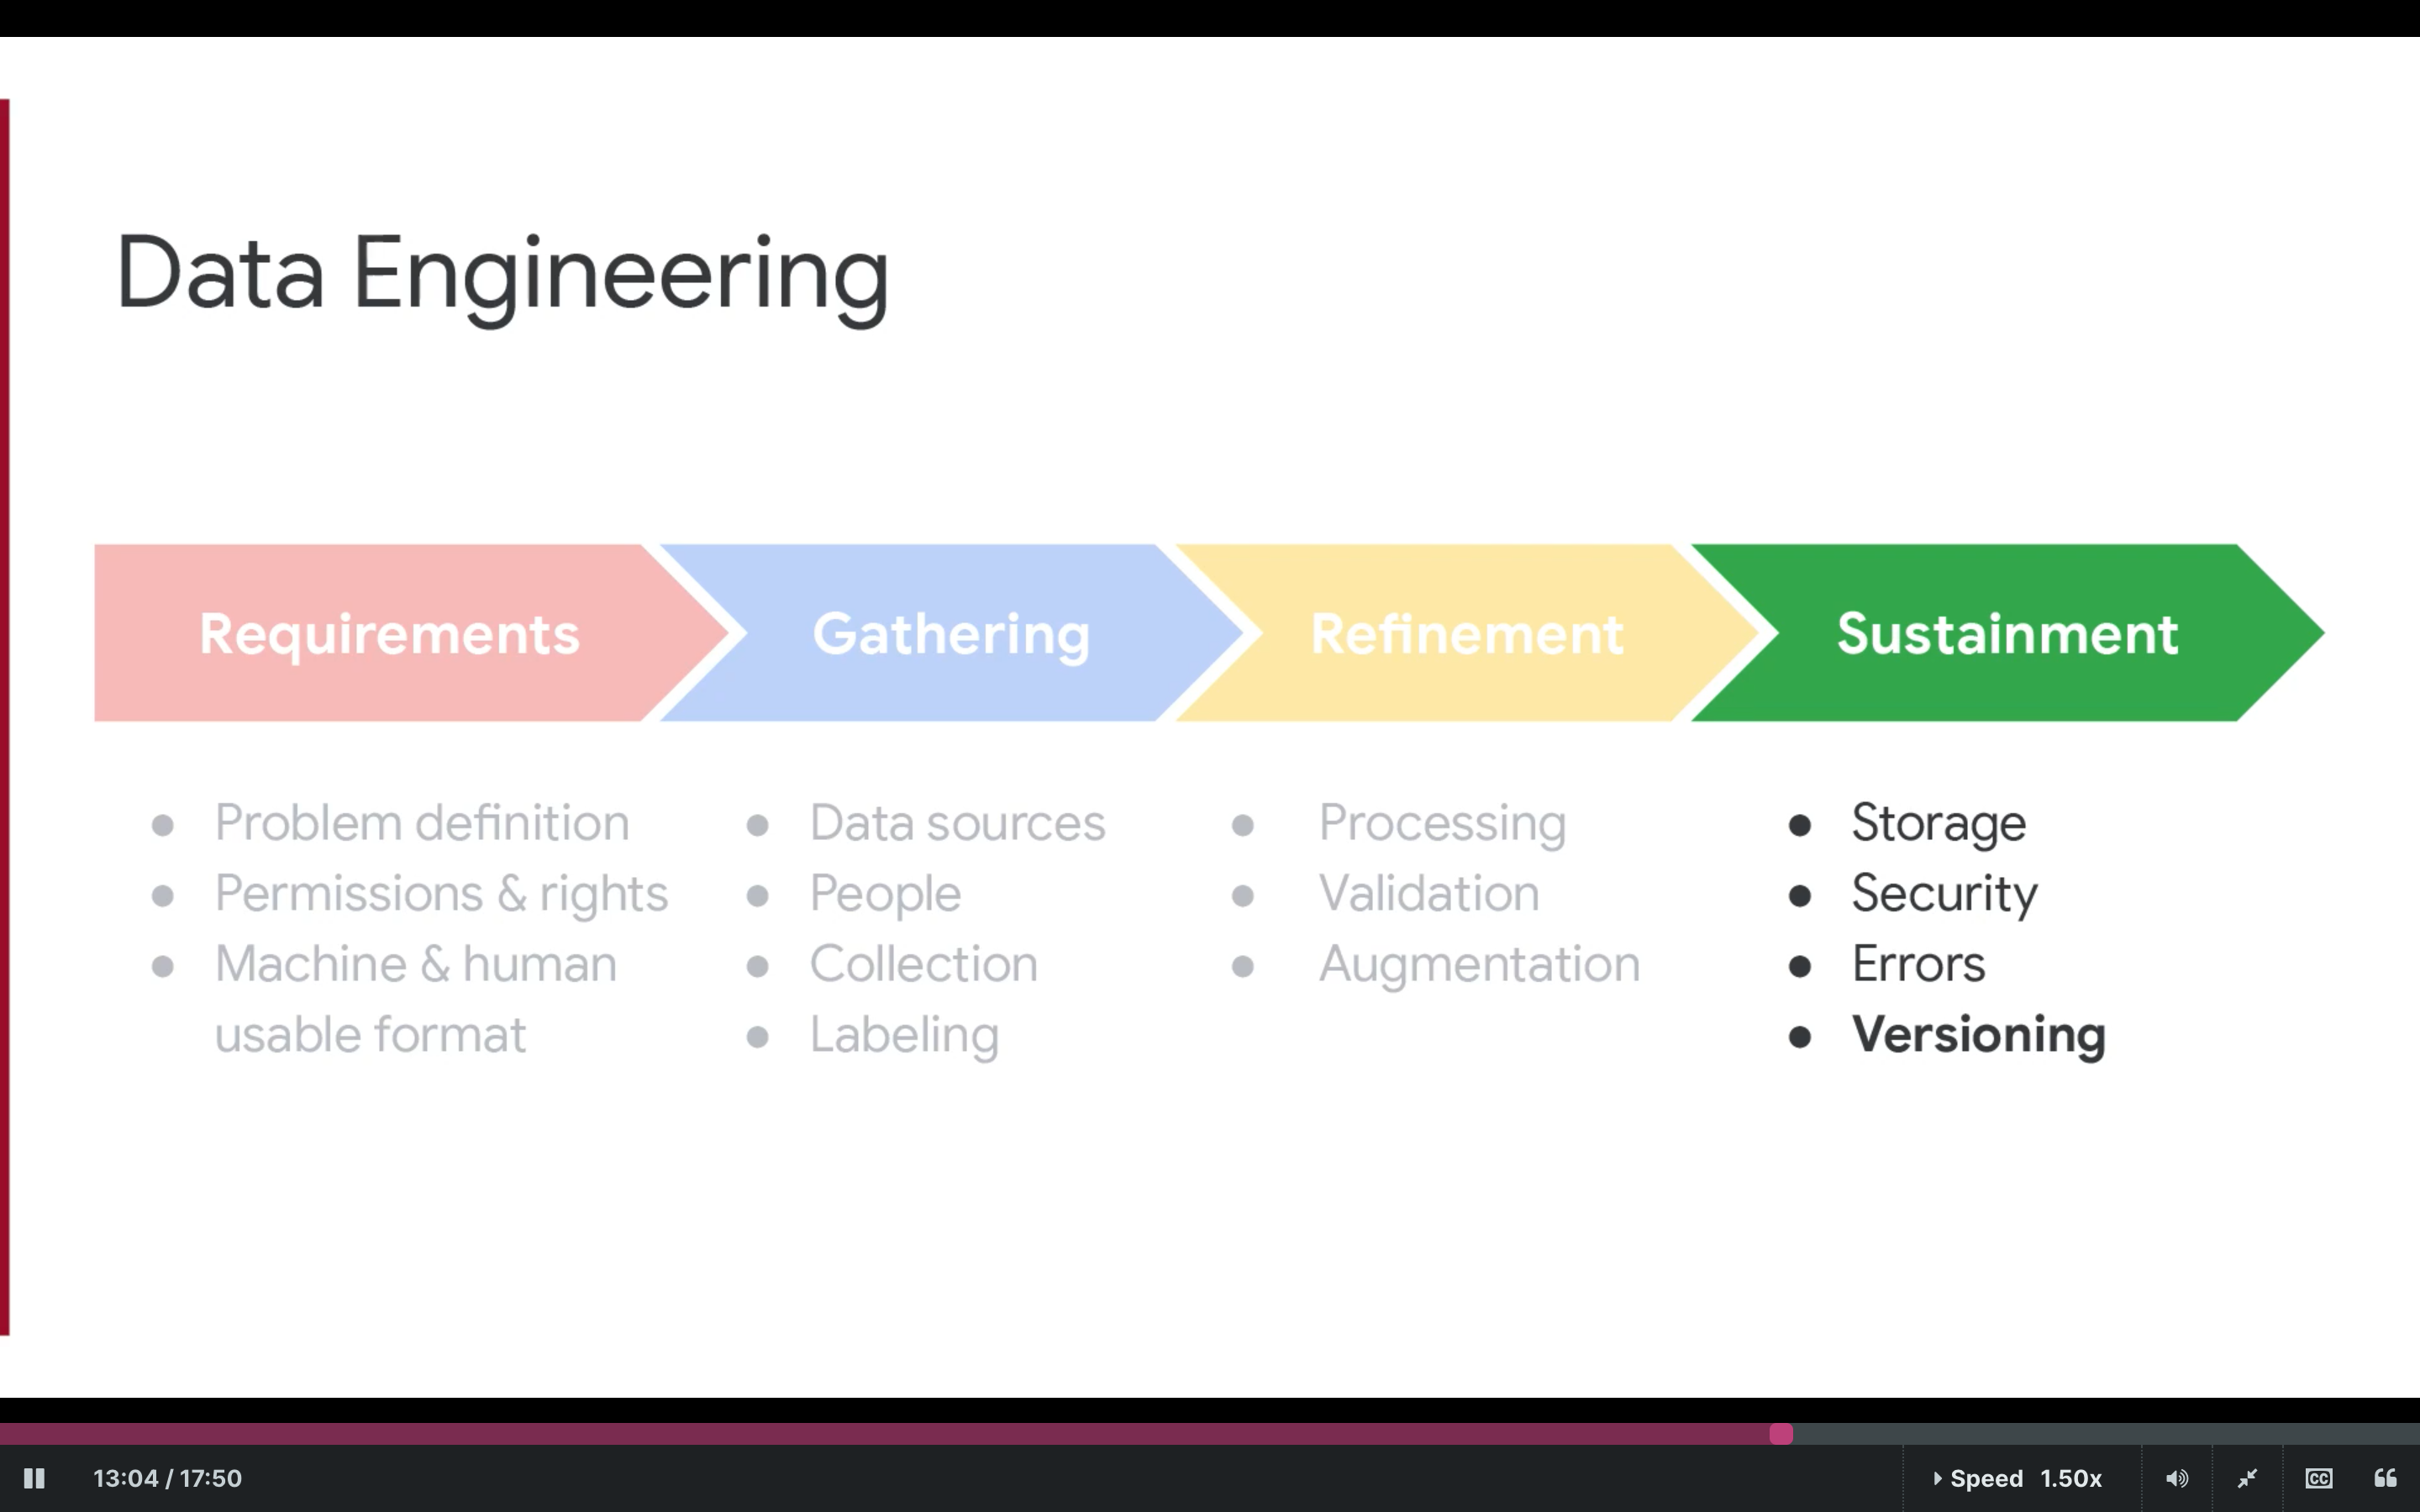 Data Engineering
Requirements
Gathering
Refinement
Sustainment
Problem definition
Permissions & rights
Machine & human
usable format
Data sources
People
Collection
Labeling
Processing
Validation
Augmentation
Storage
Security
Errors
Versioning
13:04 / 17:50
Speed 1.50x
CC